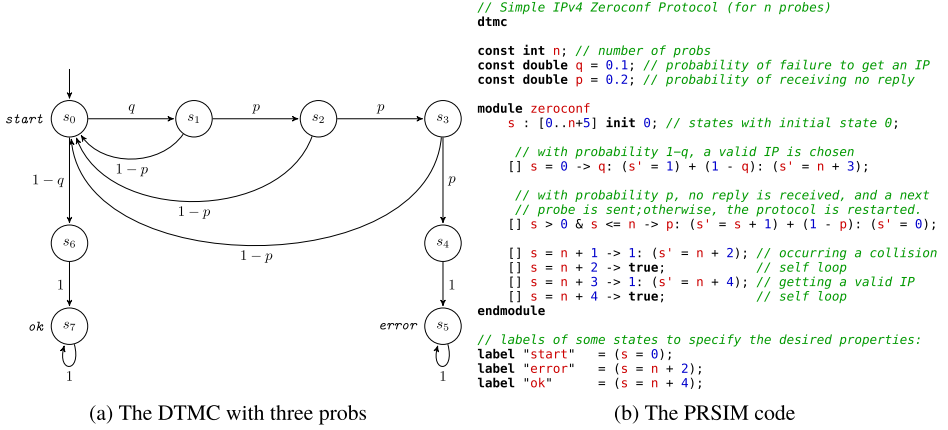 start
s0
q
s1
p
s2
p
s3
1 − p
1 − q
1 − p
p
s6
1 − p
s4
1
1
ok
s7
error
s5
1
1
(a) The DTMC with three probs
// Simple IPv4 Zeroconf Protocol (for n probes)
dtmc
const int n; // number of probs
const double q = 0.1; // probability of failure to get an IP
const double p = 0.2; // probability of receiving no reply
module zeroconf
s : [0..n+5] init 0; // states with initial state 0;
// with probability 1−q, a valid IP is chosen
[] s = 0 -> q: (s' = 1) + (1 - q): (s' = n + 3);
// with probability p, no reply is received, and a next
// probe is sent;otherwise, the protocol is restarted.
[] s > 0 & s <= n -> p: (s' = s + 1) + (1 - p): (s' = 0);
[] s = n + 1 -> 1: (s' = n + 2); // occurring a collision
[] s = n + 2 -> true; // self loop
[] s = n + 3 -> 1: (s' = n + 4); // getting a valid IP
[] s = n + 4 -> true; // self loop
endmodule
// labels of some states to specify the desired properties:
label "start" = (s = 0);
label "error" = (s = n + 2);
label "ok" = (s = n + 4);
(b) The PRSIM code